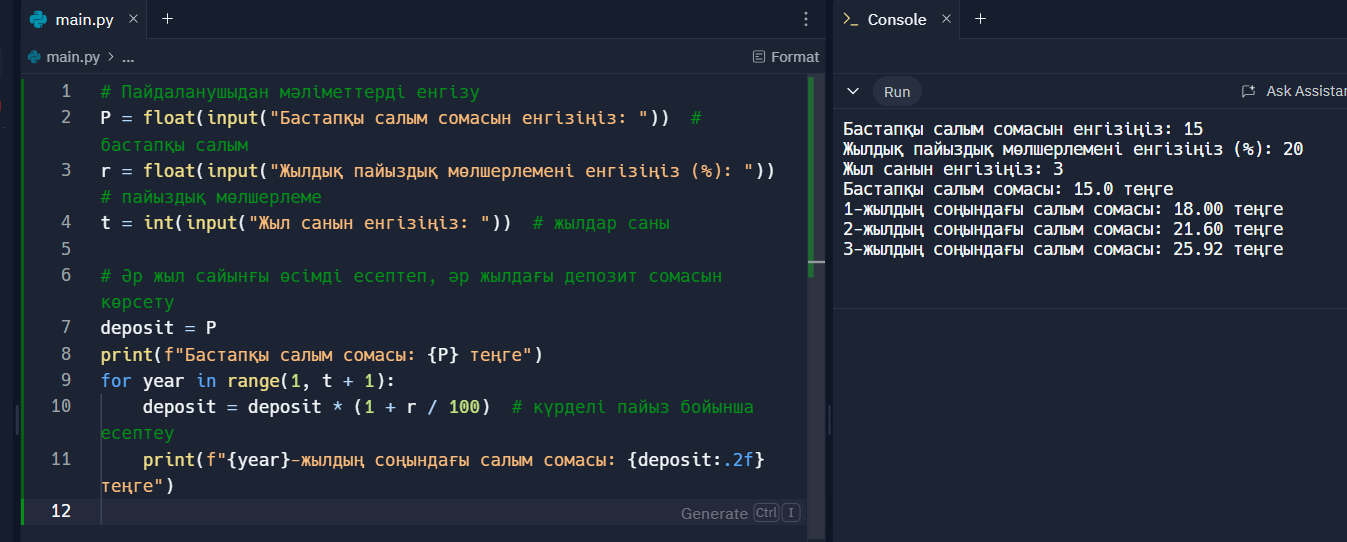 main.py
main.py > ...
Format
1 # Пайдаланушыдан мәліметтерді енгізу
2 P = float(input("Бастапқы салым сомасын енгізіңіз: ")) #
бастапқы салым
3 r = float(input("Жылдық пайыздық мөлшерлемені енгізіңіз (%): "))
# пайыздық мөлшерлеме
4 t = int(input("Жыл санын енгізіңіз: ")) # жылдар саны
5
6 # Әр жыл сайынғы өсімді есептеп, әр жылдағы депозит сомасын
көрсету
7 deposit = P
8 print(f"Бастапқы салым сомасы: {P} теңге")
9 for year in range(1, t + 1):
10 deposit = deposit * (1 + r / 100) # күрделі пайыз бойынша
есептеу
11 print(f"{year}-жылдың соңындағы салым сомасы: {deposit:.2f}
теңге")
12
Generate Ctrl I
Console
Run
Ask Assistar
Бастапқы салым сомасын енгізіңіз: 15
Жылдық пайыздық мөлшерлемені енгізіңіз (%): 20
Жыл санын енгізіңіз: 3
Бастапқы салым сомасы: 15.0 теңге
1-жылдың соңындағы салым сомасы: 18.00 теңге
2-жылдың соңындағы салым сомасы: 21.60 теңге
3-жылдың соңындағы салым сомасы: 25.92 теңге